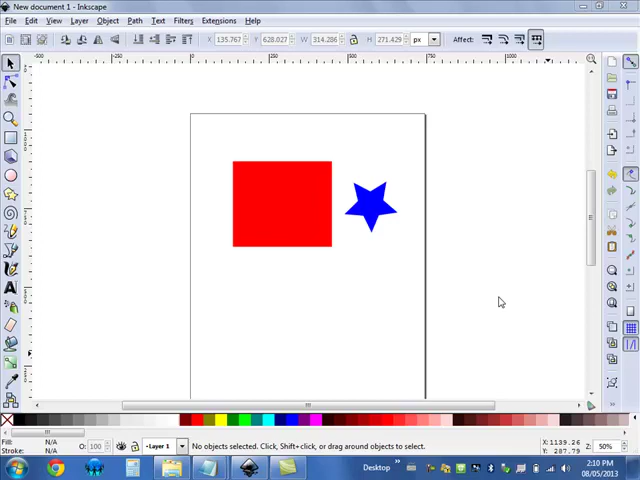 New document 1 - Inkscape
File Edit View Layer Object Path Text Filters Extensions Help
X 135.767 Y 628.027 W 314.286 H 271.429 px Affect:
-500 -250 0 250 500 750 1000
Fill: N/A
Stroke: N/A
O: 100
Layer 1
No objects selected. Click, Shift+click, or drag around objects to select.
X: 1139.26
Y: 287.79
Z: 50%
Desktop
2:10 PM
08/05/2013